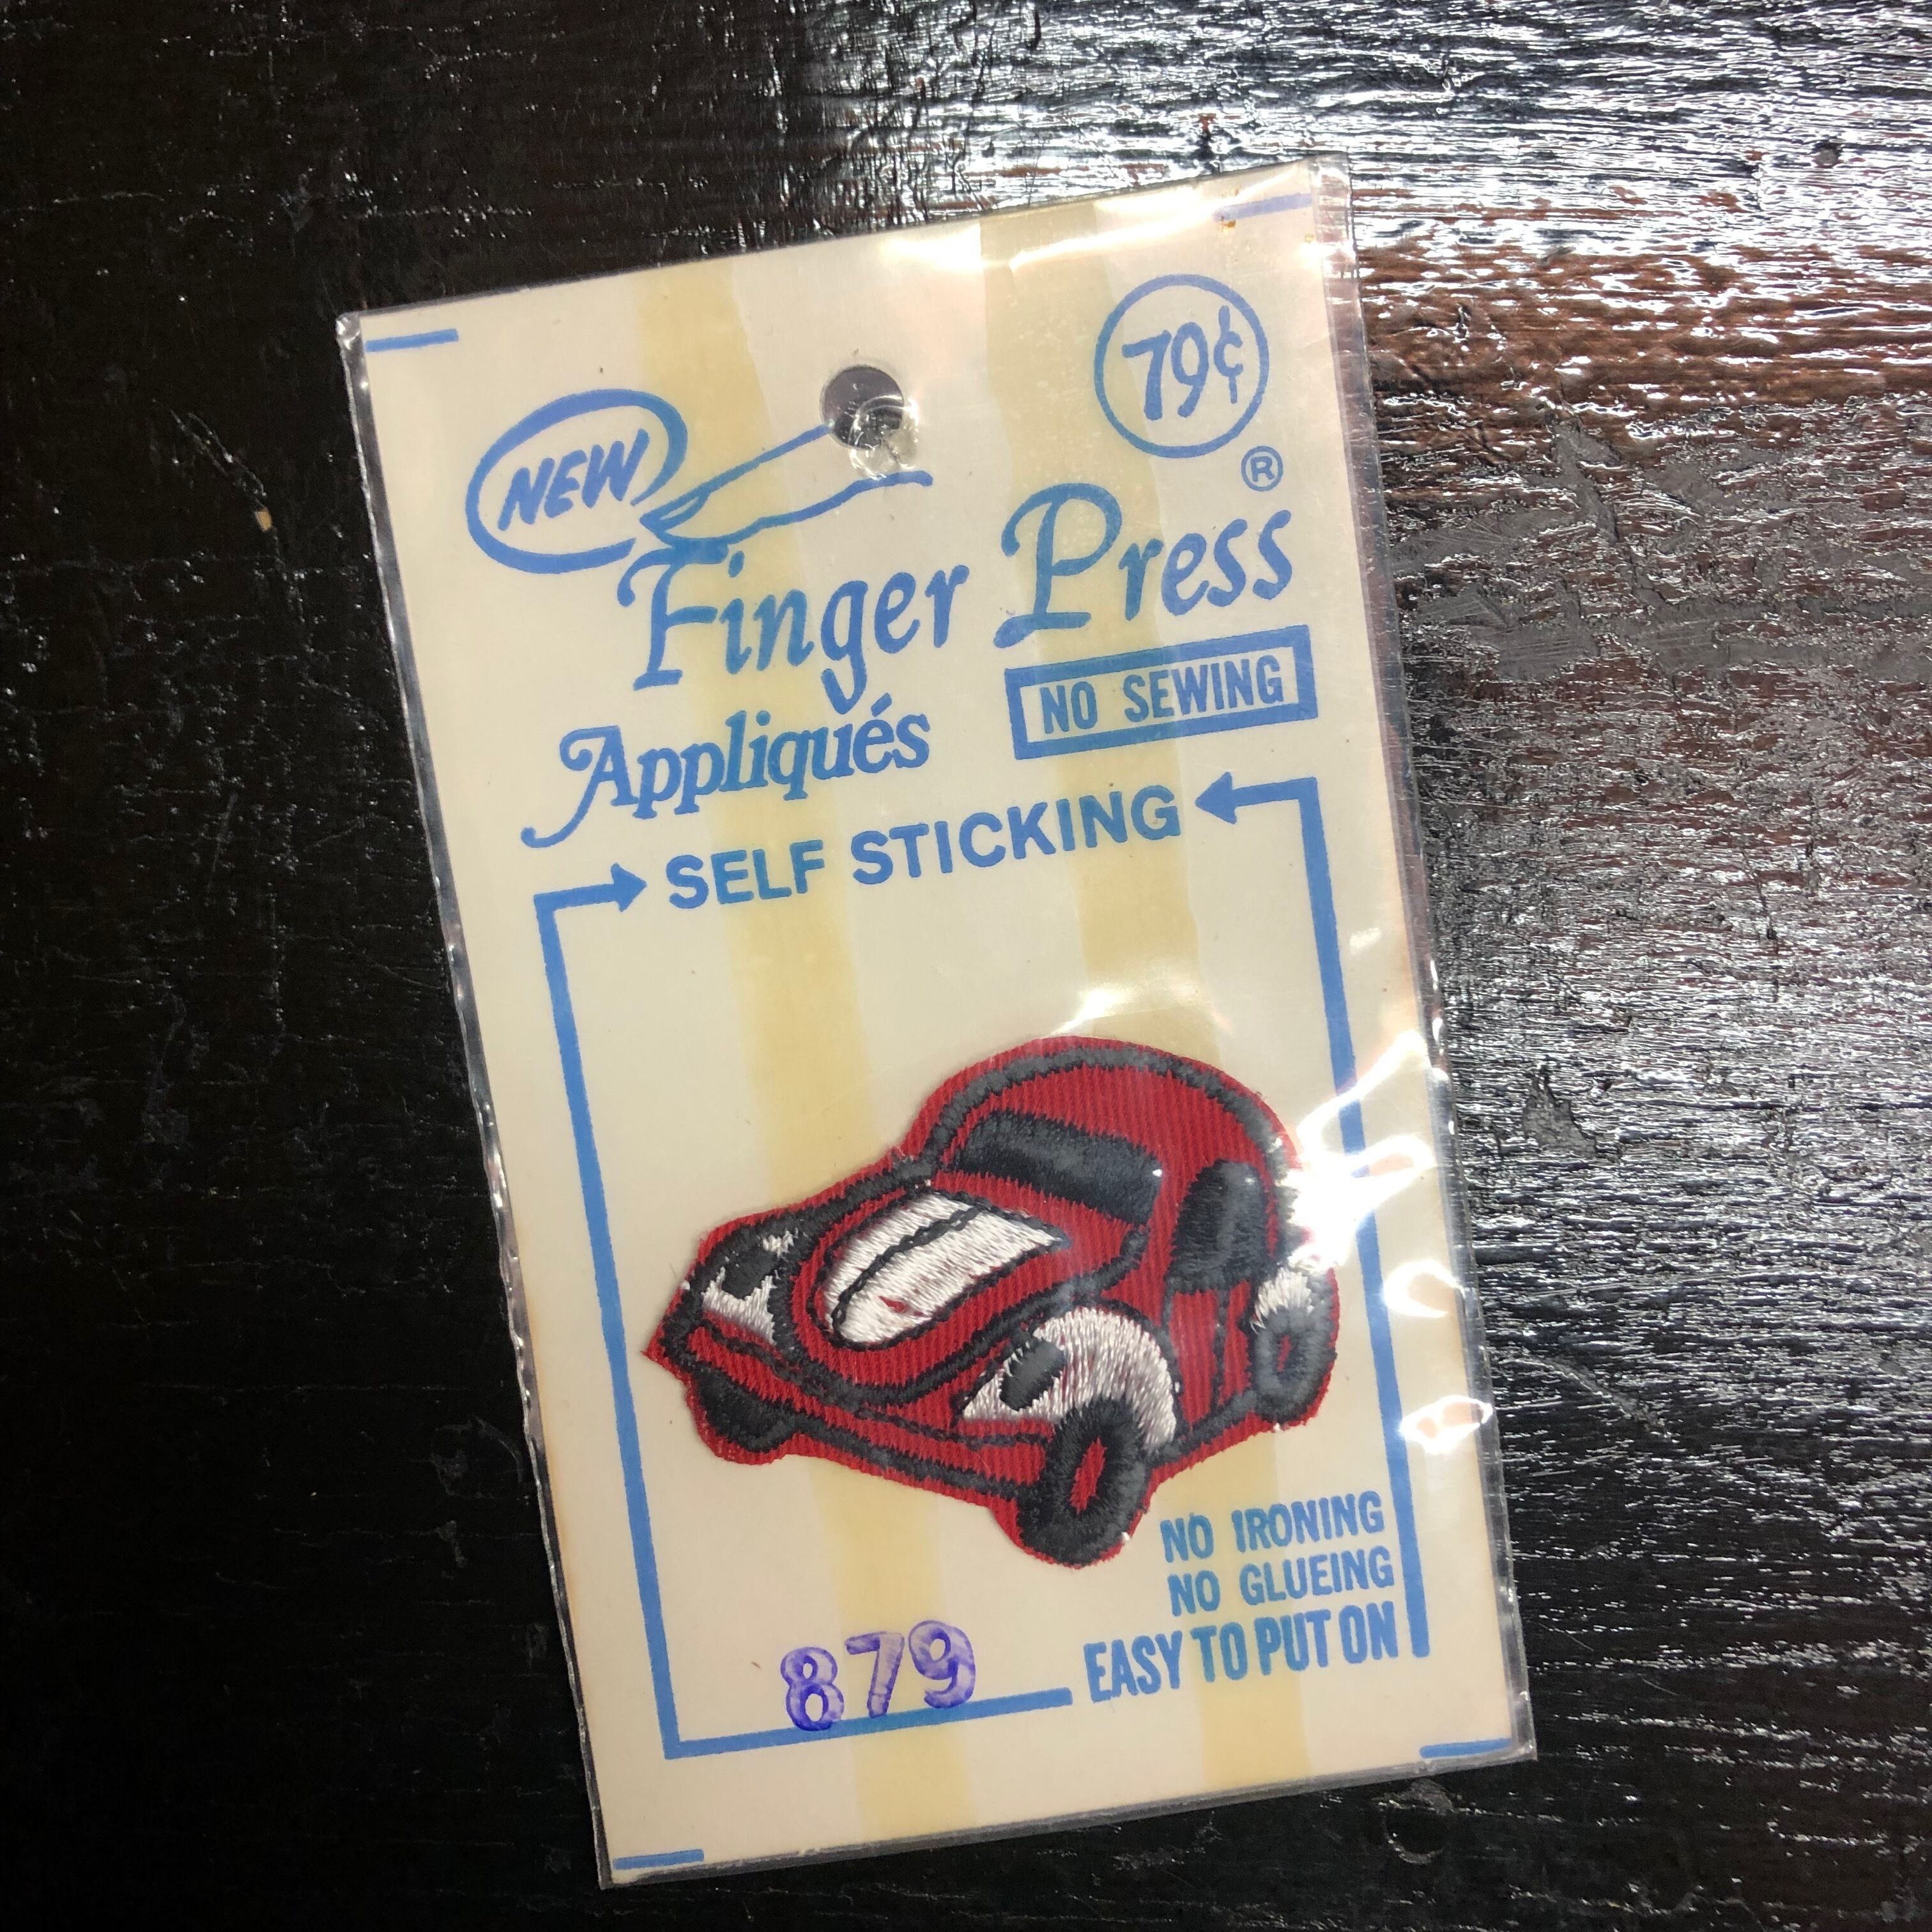 79¢
NEW
Finger Press ®
Appliqués
NO SEWING
SELF STICKING
NO IRONING
NO GLUEING
EASY TO PUT ON
879